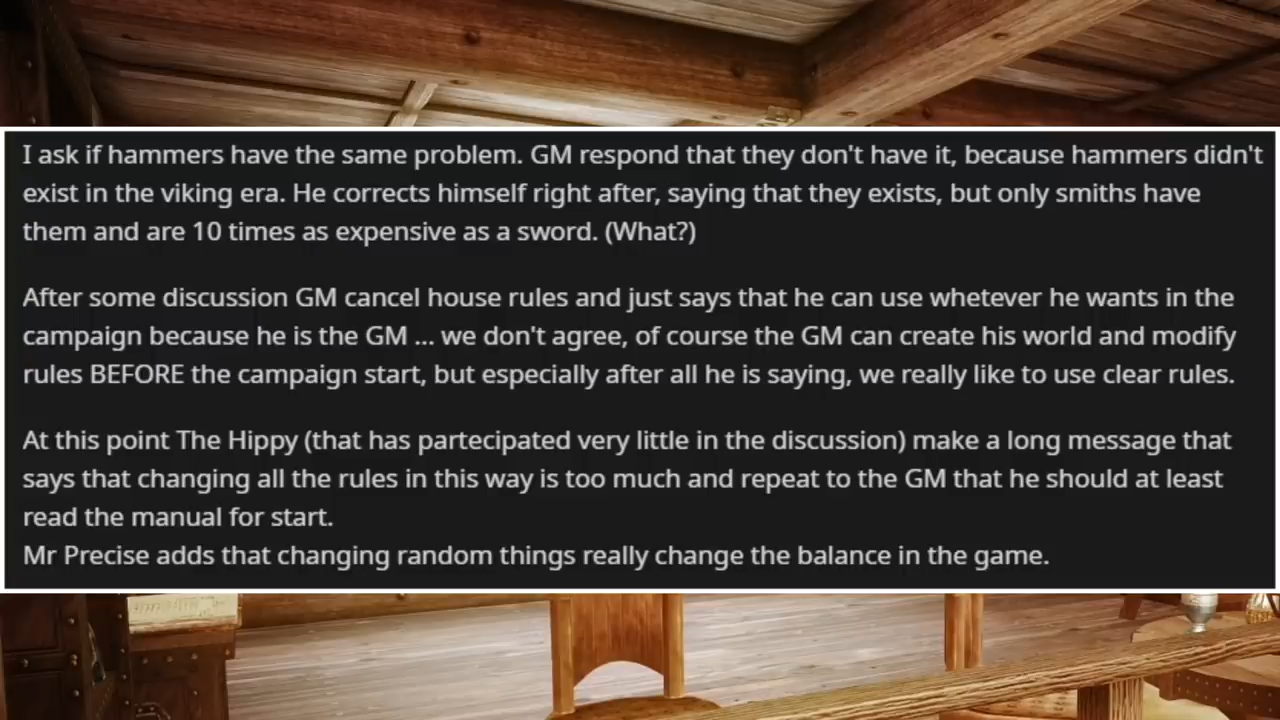 I ask if hammers have the same problem. GM respond that they don't have it, because hammers didn't
exist in the viking era. He corrects himself right after, saying that they exists, but only smiths have
them and are 10 times as expensive as a sword. (What?)
After some discussion GM cancel house rules and just says that he can use whetever he wants in the
campaign because he is the GM ... we don't agree, of course the GM can create his world and modify
rules BEFORE the campaign start, but especially after all he is saying, we really like to use clear rules.
At this point The Hippy (that has partecipated very little in the discussion) make a long message that
says that changing all the rules in this way is too much and repeat to the GM that he should at least
read the manual for start.
Mr Precise adds that changing random things really change the balance in the game.